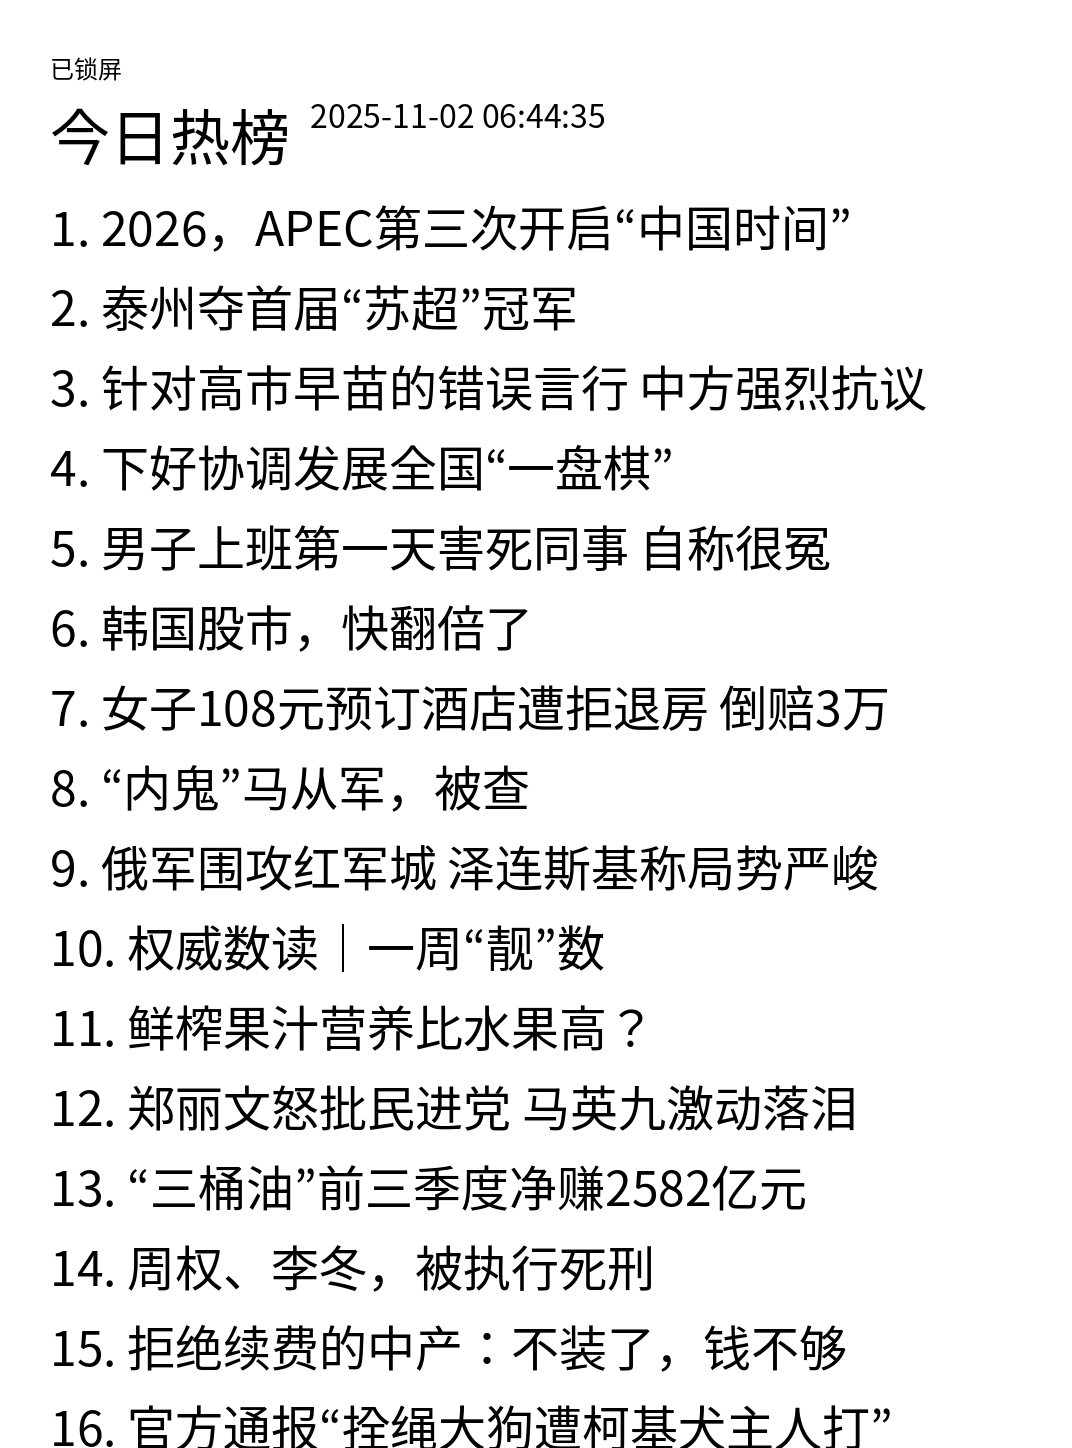 已锁屏
今日热榜 2025-11-02 06:44:35
1. 2026，APEC第三次开启“中国时间”
2. 泰州夺首届“苏超”冠军
3. 针对高市早苗的错误言行 中方强烈抗议
4. 下好协调发展全国“一盘棋”
5. 男子上班第一天害死同事 自称很冤
6. 韩国股市，快翻倍了
7. 女子108元预订酒店遭拒退房 倒赔3万
8. “内鬼”马从军，被查
9. 俄军围攻红军城 泽连斯基称局势严峻
10. 权威数读｜一周“靓”数
11. 鲜榨果汁营养比水果高？
12. 郑丽文怒批民进党 马英九激动落泪
13. “三桶油”前三季度净赚2582亿元
14. 周权、李冬，被执行死刑
15. 拒绝续费的中产：不装了，钱不够
16. 官方通报“拴绳大狗遭柯基犬主人打”